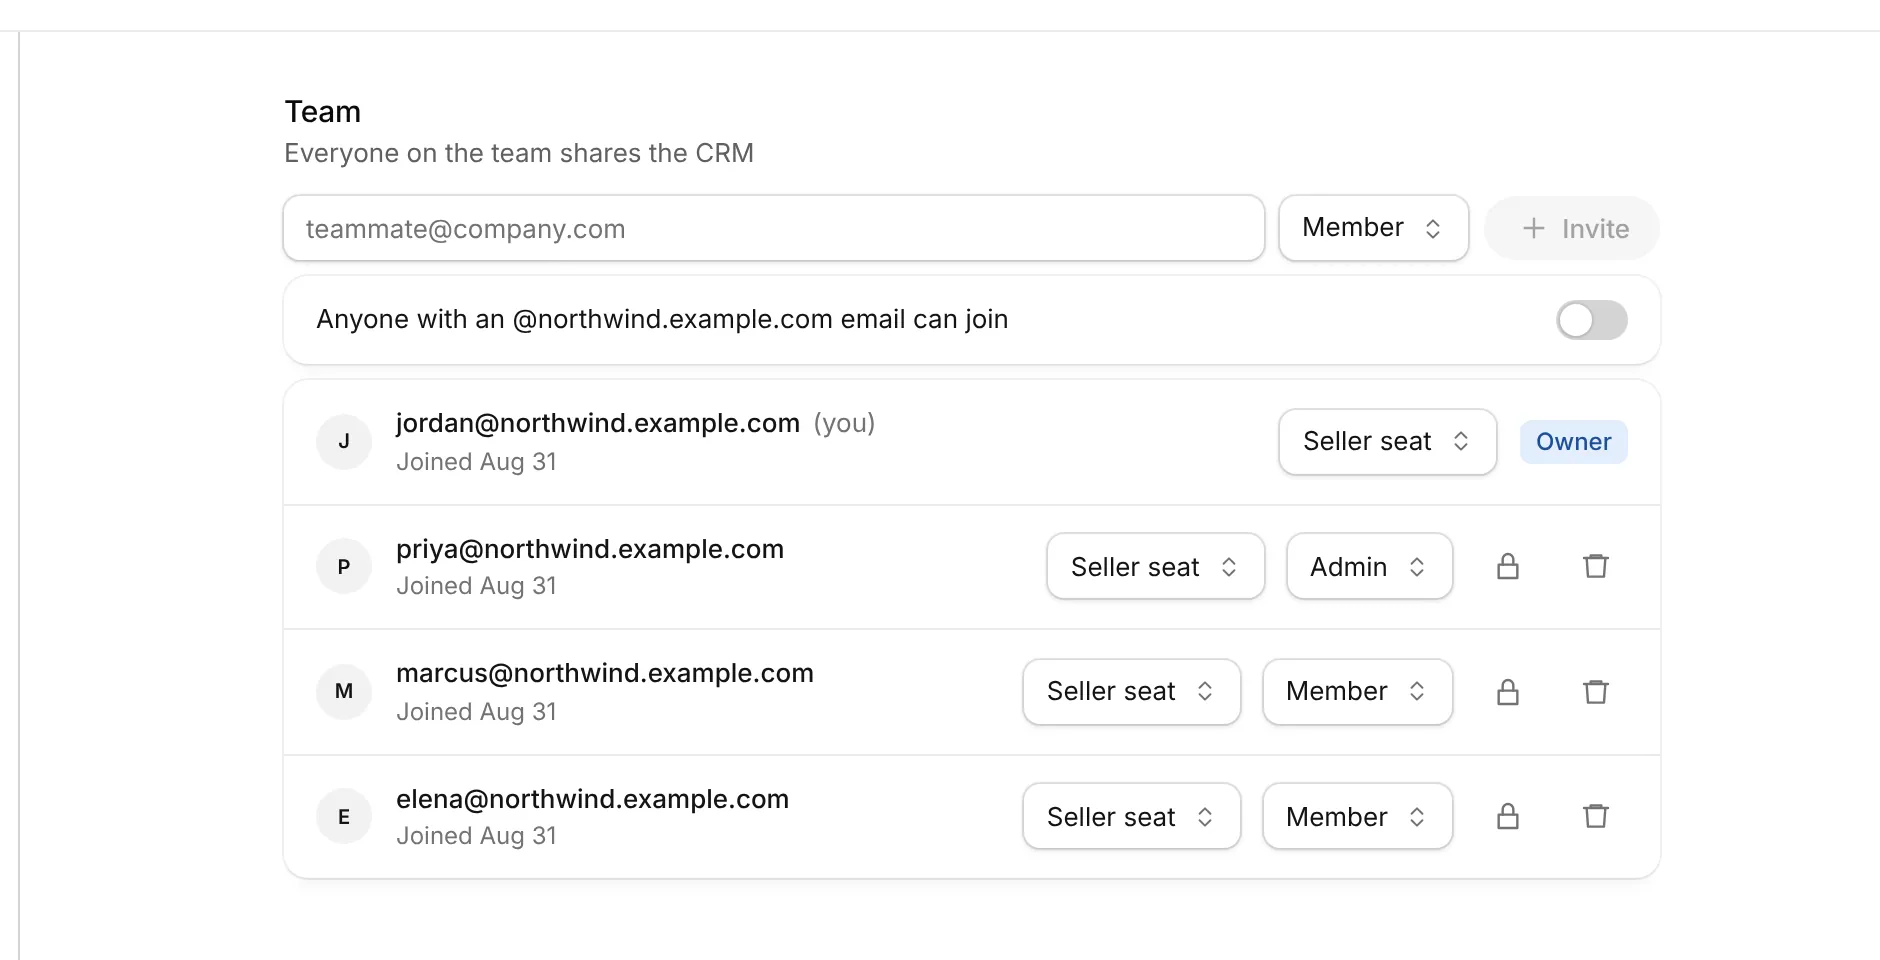 Team
Everyone on the team shares the CRM
teammate@company.com Member Invite
Anyone with an @northwind.example.com email can join
J jordan@northwind.example.com (you) Seller seat Owner
Joined Aug 31
P priya@northwind.example.com Seller seat Admin
Joined Aug 31
M marcus@northwind.example.com Seller seat Member
Joined Aug 31
E elena@northwind.example.com Seller seat Member
Joined Aug 31